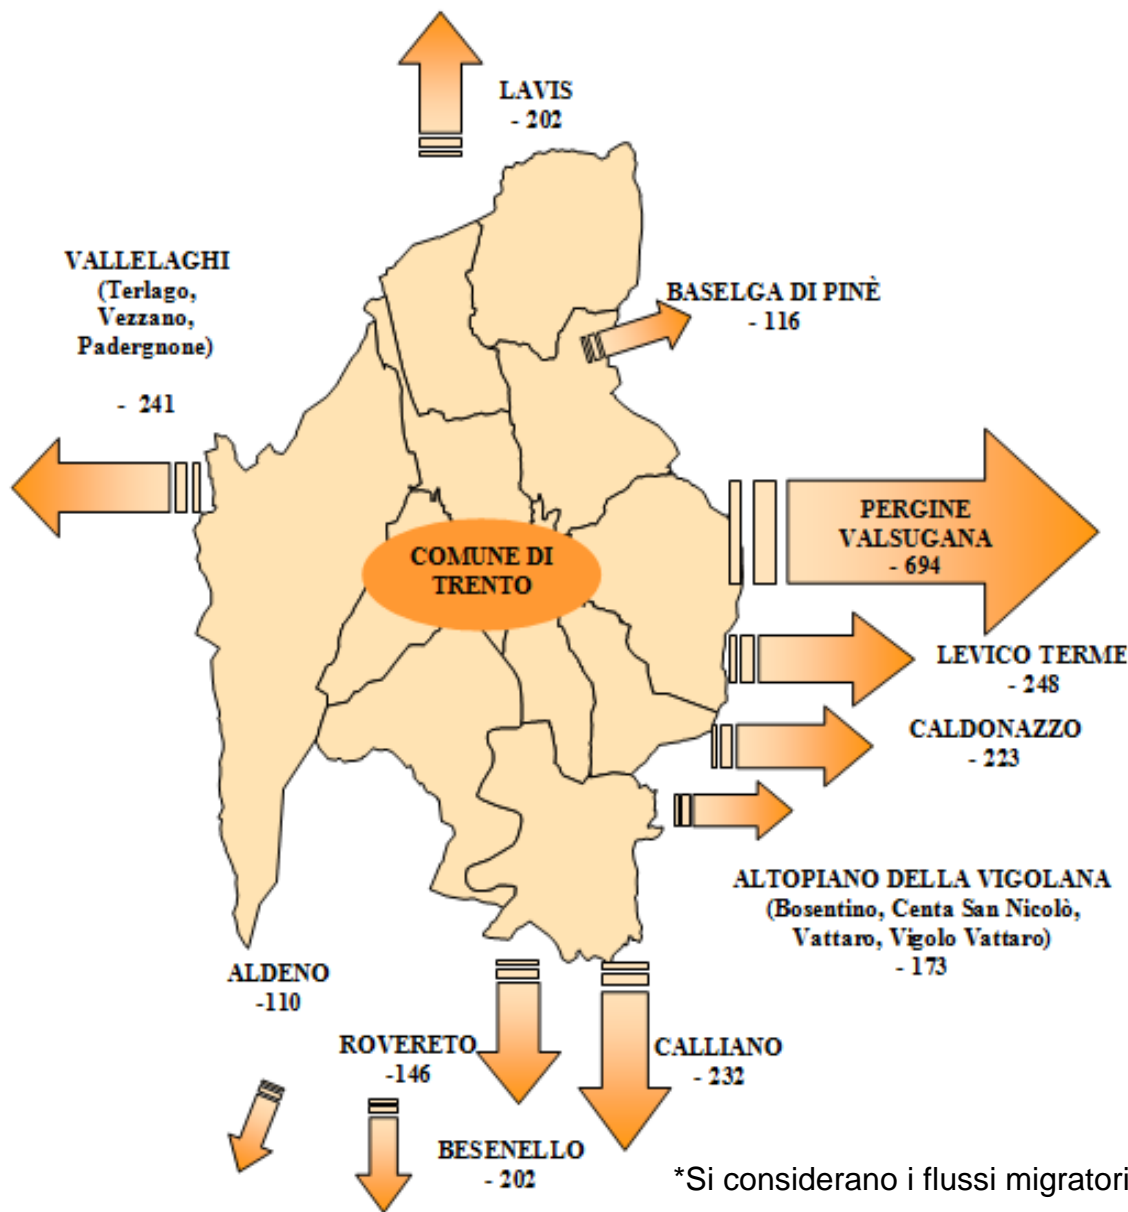 LAVIS
- 202
VALLELAGHI
(Terlago,
Vezzano,
Padergnone)
- 241
BASELGA DI PINÈ
- 116
COMUNE DI
TRENTO
PERGINE
VALSUGANA
- 694
LEVICO TERME
- 248
CALDONAZZO
- 223
ALTOPIANO DELLA VIGOLANA
(Bosentino, Centa San Nicolò,
Vattaro, Vigolo Vattaro)
- 173
ALDENO
-110
ROVERETO
-146
CALLIANO
- 232
BESENELLO
- 202
*Si considerano i flussi migratori